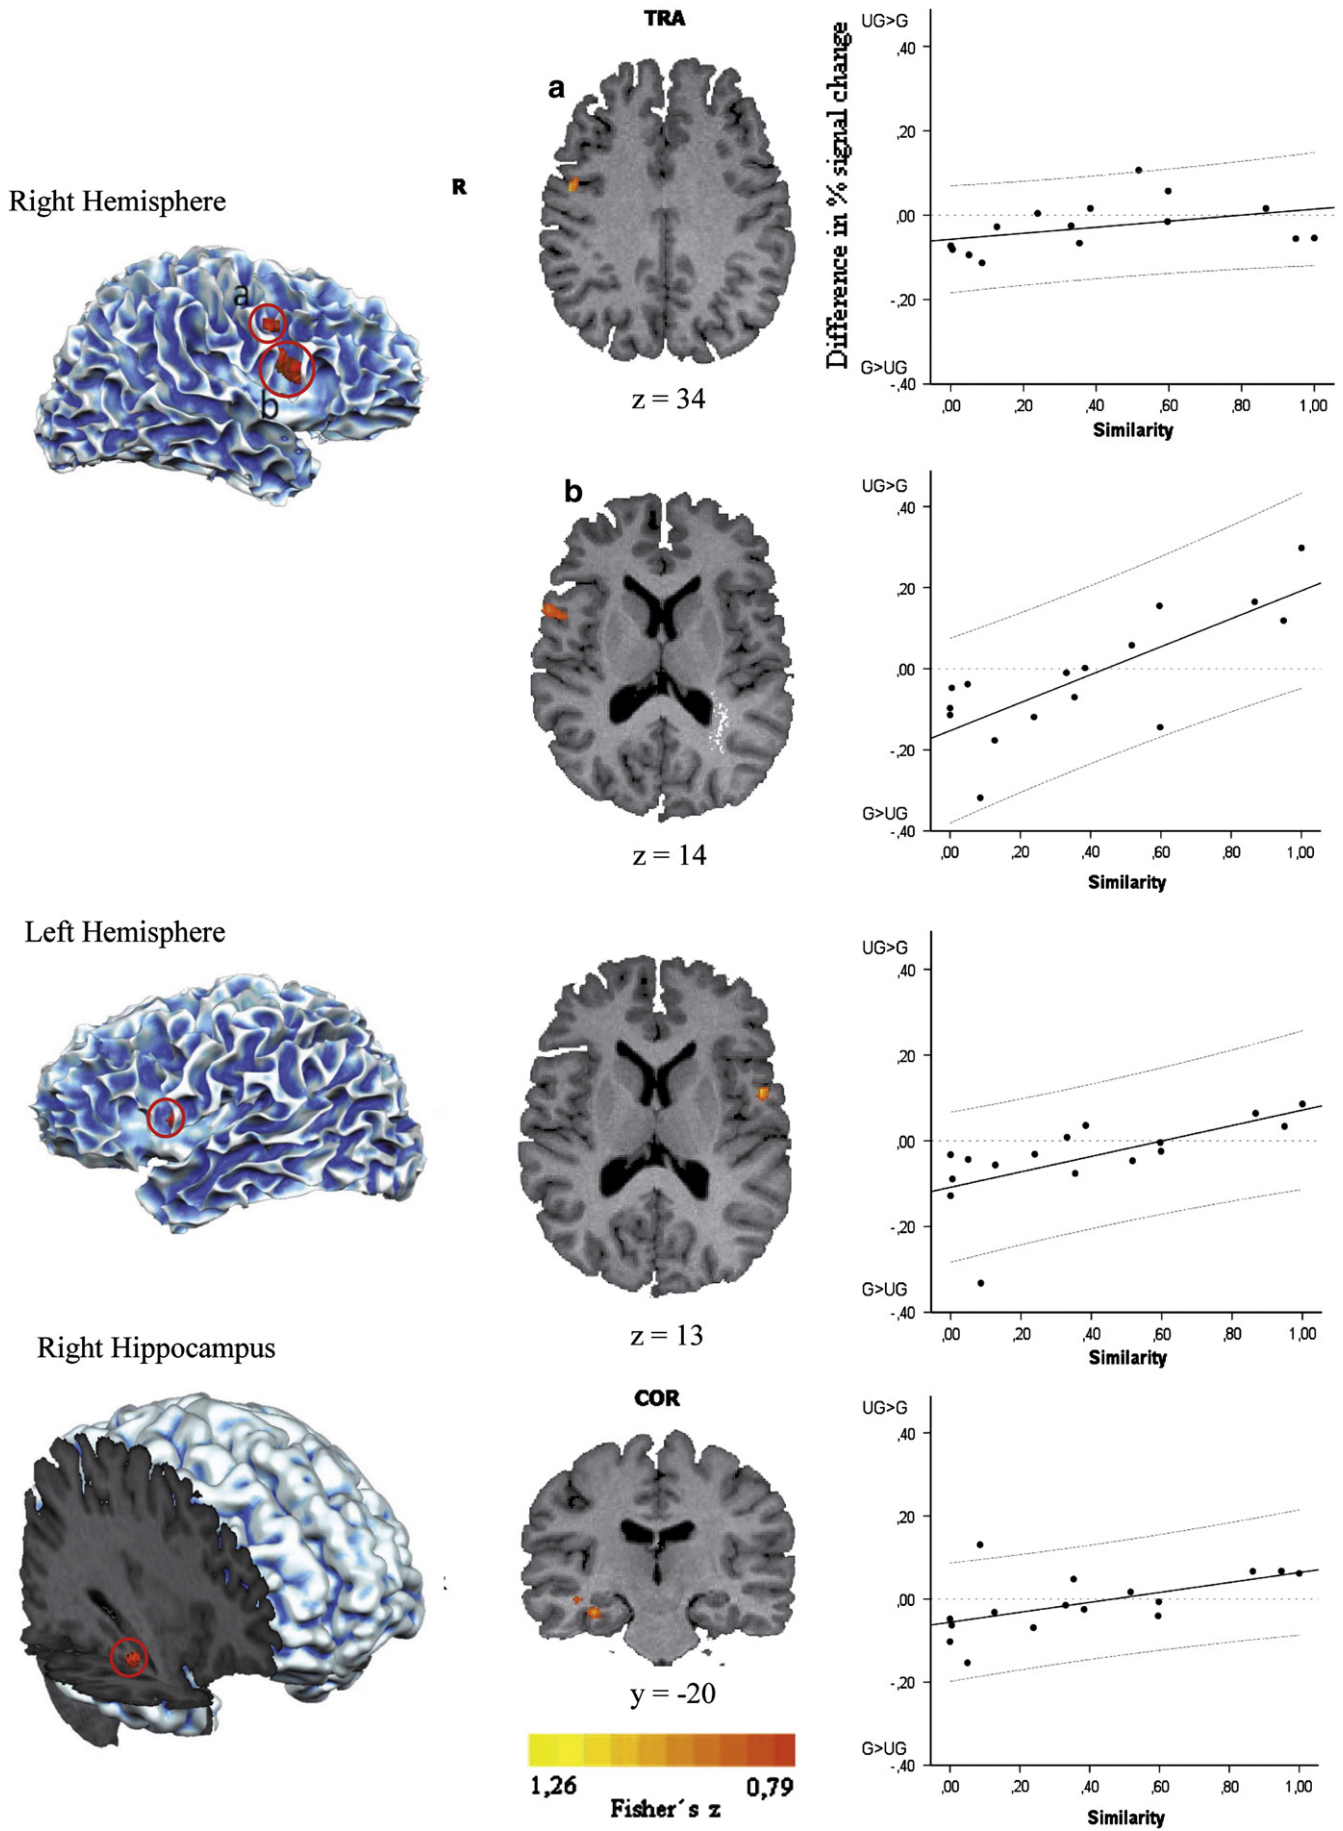 TRA
a
R
Right Hemisphere
a
b
z = 34
Difference in % signal change
UG>G
,40
,20
,00
-,20
G>UG
-,40
,00 ,20 ,40 ,60 ,80 1,00
Similarity
b
z = 14
UG>G
,40
,20
,00
-,20
G>UG
-,40
,00 ,20 ,40 ,60 ,80 1,00
Similarity
Left Hemisphere
z = 13
UG>G
,40
,20
,00
-,20
G>UG
-,40
,00 ,20 ,40 ,60 ,80 1,00
Similarity
Right Hippocampus
COR
y = -20
UG>G
,40
,20
,00
-,20
G>UG
-,40
,00 ,20 ,40 ,60 ,80 1,00
Similarity
1,26 0,79
Fisher´s z